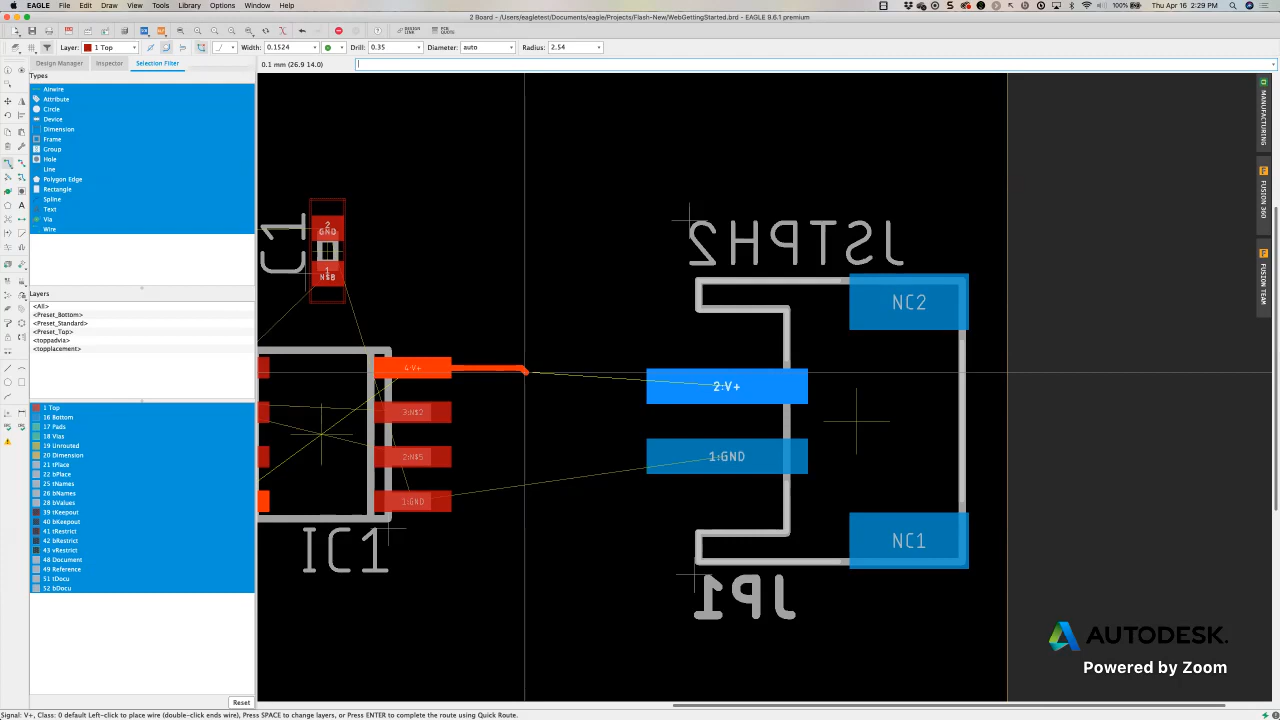 EAGLE File Edit Draw View Tools Library Options Window Help
100% Thu Apr 16 2:29 PM
2 Board - /Users/eagletest/Documents/eagle/Projects/Flash-New/WebGettingStarted.brd - EAGLE 9.6.1 premium
DESIGN LINK
PCB QUOTE
Layer: 1 Top Width: 0.1524 Drill: 0.35 Diameter: auto Radius: 2.54
Design Manager Inspector Selection Filter
0.1 mm (26.9 14.0)
Types
Airwire
Attribute
Circle
Device
Dimension
Frame
Group
Hole
Line
Polygon Edge
Rectangle
Spline
Text
Via
Wire
Layers
<All>
<Preset_Bottom>
<Preset_Standard>
<Preset_Top>
<toppadvia>
<topplacement>
1 Top
16 Bottom
17 Pads
18 Vias
19 Unrouted
20 Dimension
21 tPlace
22 bPlace
25 tNames
26 bNames
28 bValues
39 tKeepout
40 bKeepout
41 tRestrict
42 bRestrict
43 vRestrict
48 Document
49 Reference
51 tDocu
52 bDocu
Reset
C1
2
GND
1
N$8
4:V+
3:N$2
2:N$5
1:GND
IC1
JSTPH2
NC2
2:V+
1:GND
NC1
JP1
MANUFACTURING
FUSION 360
FUSION TEAM
AUTODESK.
Powered by Zoom
Signal: V+, Class: 0 default Left-click to place wire (double-click ends wire), Press SPACE to change layers, or Press ENTER to complete the route using Quick Route.